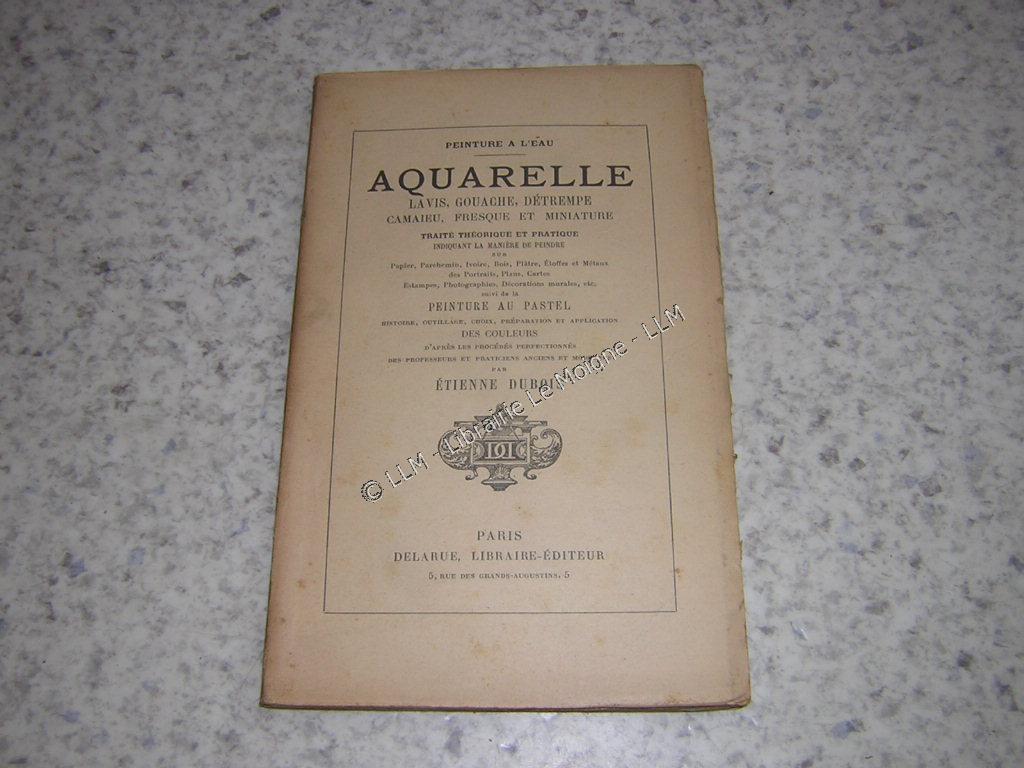 PEINTURE A L'EAU
AQUARELLE
LAVIS, GOUACHE, DÉTREMPE
CAMAIEU, FRESQUE ET MINIATURE
TRAITÉ THÉORIQUE ET PRATIQUE
INDIQUANT LA MANIÈRE DE PEINDRE
SUR
Papier, Parchemin, Ivoire, Bois, Plâtre, Étoffes et Métaux
des Portraits, Plans, Cartes
Estampes, Photographies, Décorations murales, etc.
suivi de la
PEINTURE AU PASTEL
HISTOIRE, OUTILLAGE, CHOIX, PRÉPARATION ET APPLICATION
DES COULEURS
D'APRÈS LES PROCÉDÉS PERFECTIONNÉS
DES PROFESSEURS ET PRATICIENS ANCIENS ET
PAR
ÉTIENNE
PARIS
DELARUE, LIBRAIRE-ÉDITEUR
5, RUE DES GRANDS-AUGUSTINS, 5
© LLM - Librairie Le Moigne - LLM